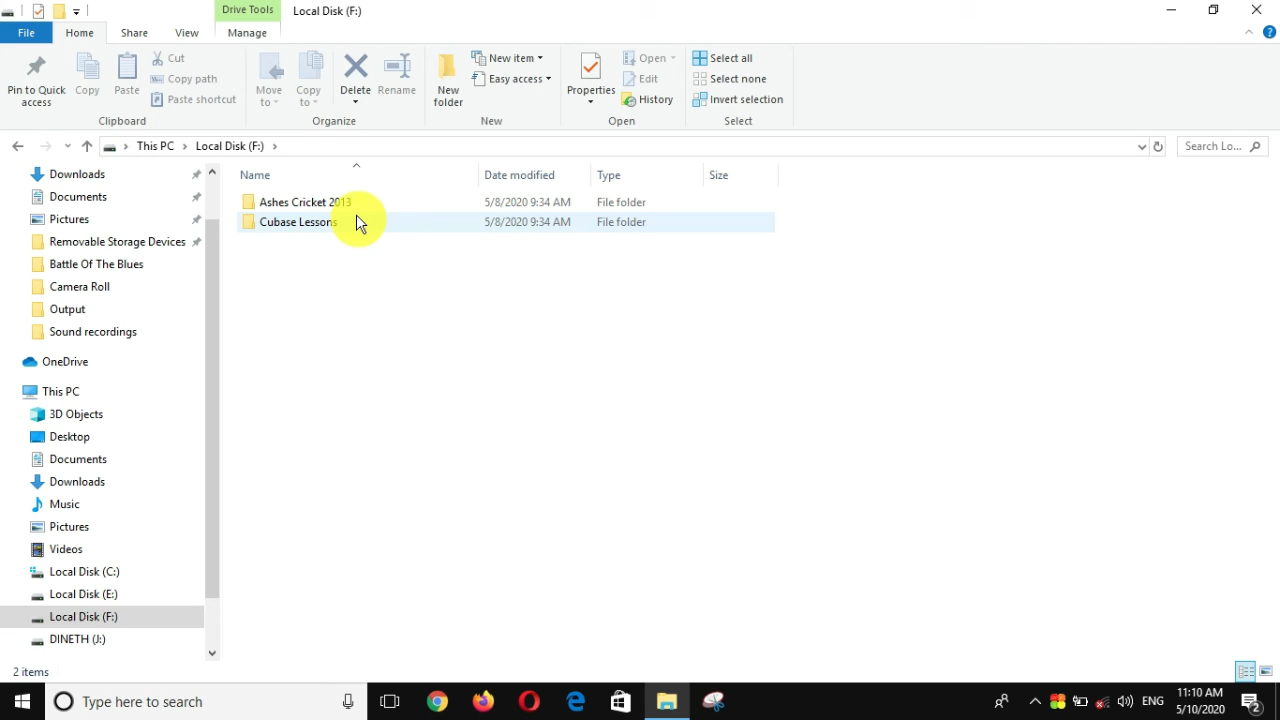 Drive Tools
Local Disk (F:)
File
Home
Share
View
Manage
Pin to Quick access
Copy
Paste
Cut
Copy path
Paste shortcut
Clipboard
Move to
Copy to
Delete
Rename
Organize
New folder
New item
Easy access
New
Properties
Open
Edit
History
Open
Select all
Select none
Invert selection
Select
This PC > Local Disk (F:) >
Search Lo...
Name
Date modified
Type
Size
Ashes Cricket 2013 5/8/2020 9:34 AM File folder
Cubase Lessons 5/8/2020 9:34 AM File folder
Downloads
Documents
Pictures
Removable Storage Devices
Battle Of The Blues
Camera Roll
Output
Sound recordings
OneDrive
This PC
3D Objects
Desktop
Documents
Downloads
Music
Pictures
Videos
Local Disk (C:)
Local Disk (E:)
Local Disk (F:)
DINETH (J:)
2 items
Type here to search
ENG
11:10 AM
5/10/2020
2